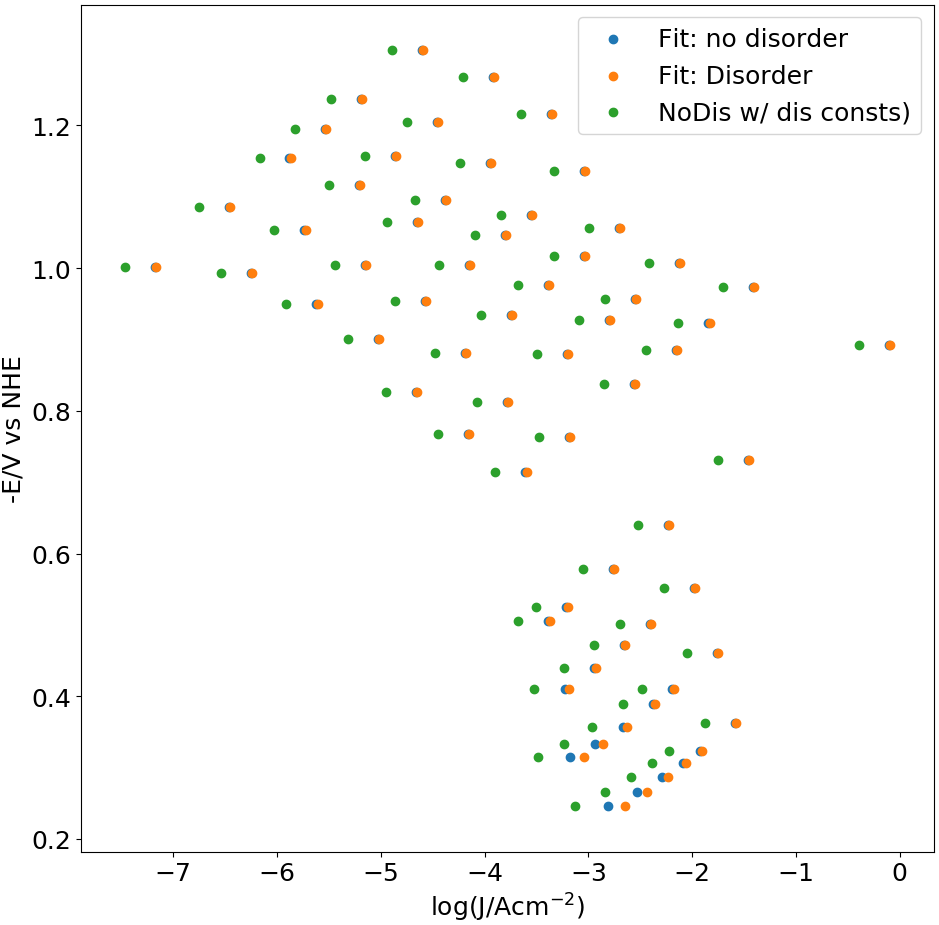 Fit: no disorder
Fit: Disorder
NoDis w/ dis consts)
-E/V vs NHE
1.2
1.0
0.8
0.6
0.4
0.2
−7 −6 −5 −4 −3 −2 −1 0
log(J/Acm⁻²)